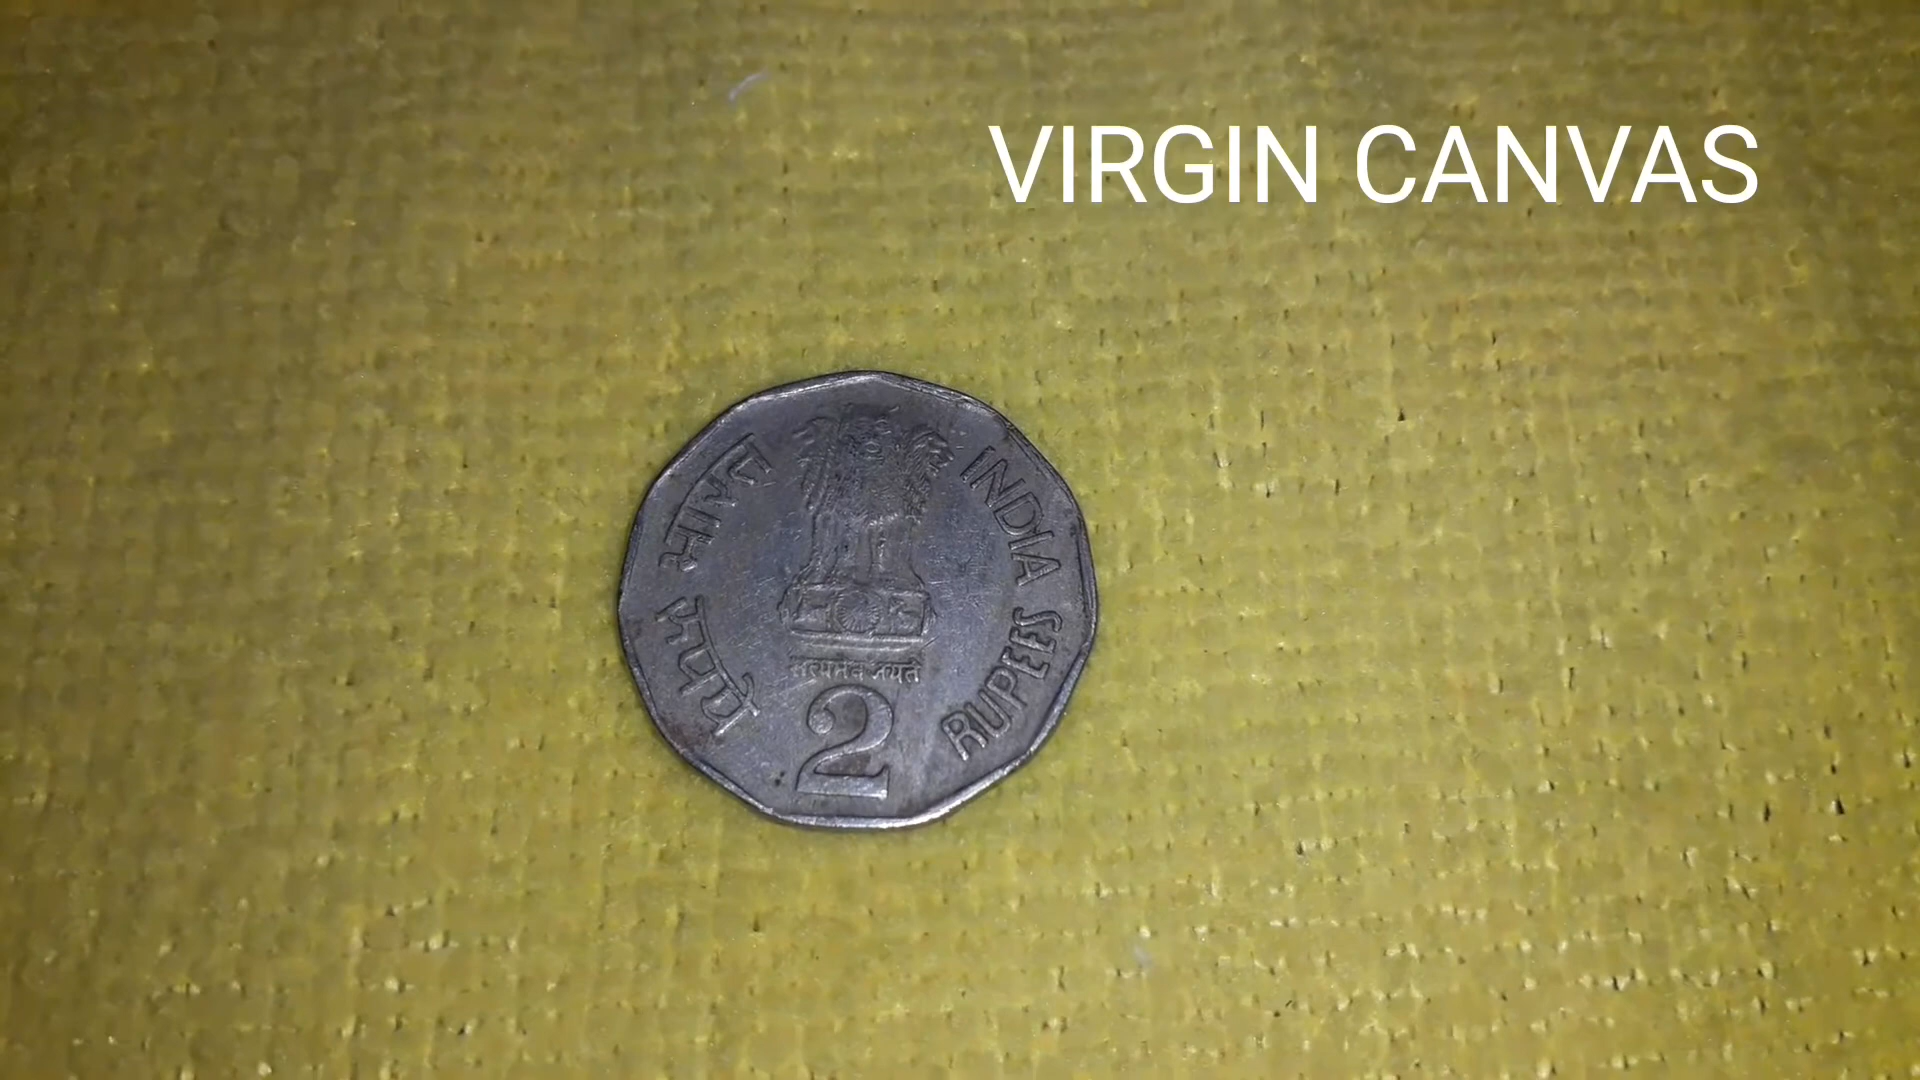 VIRGIN CANVAS
भारत
INDIA
रुपये
RUPEES
सत्यमेव जयते
2